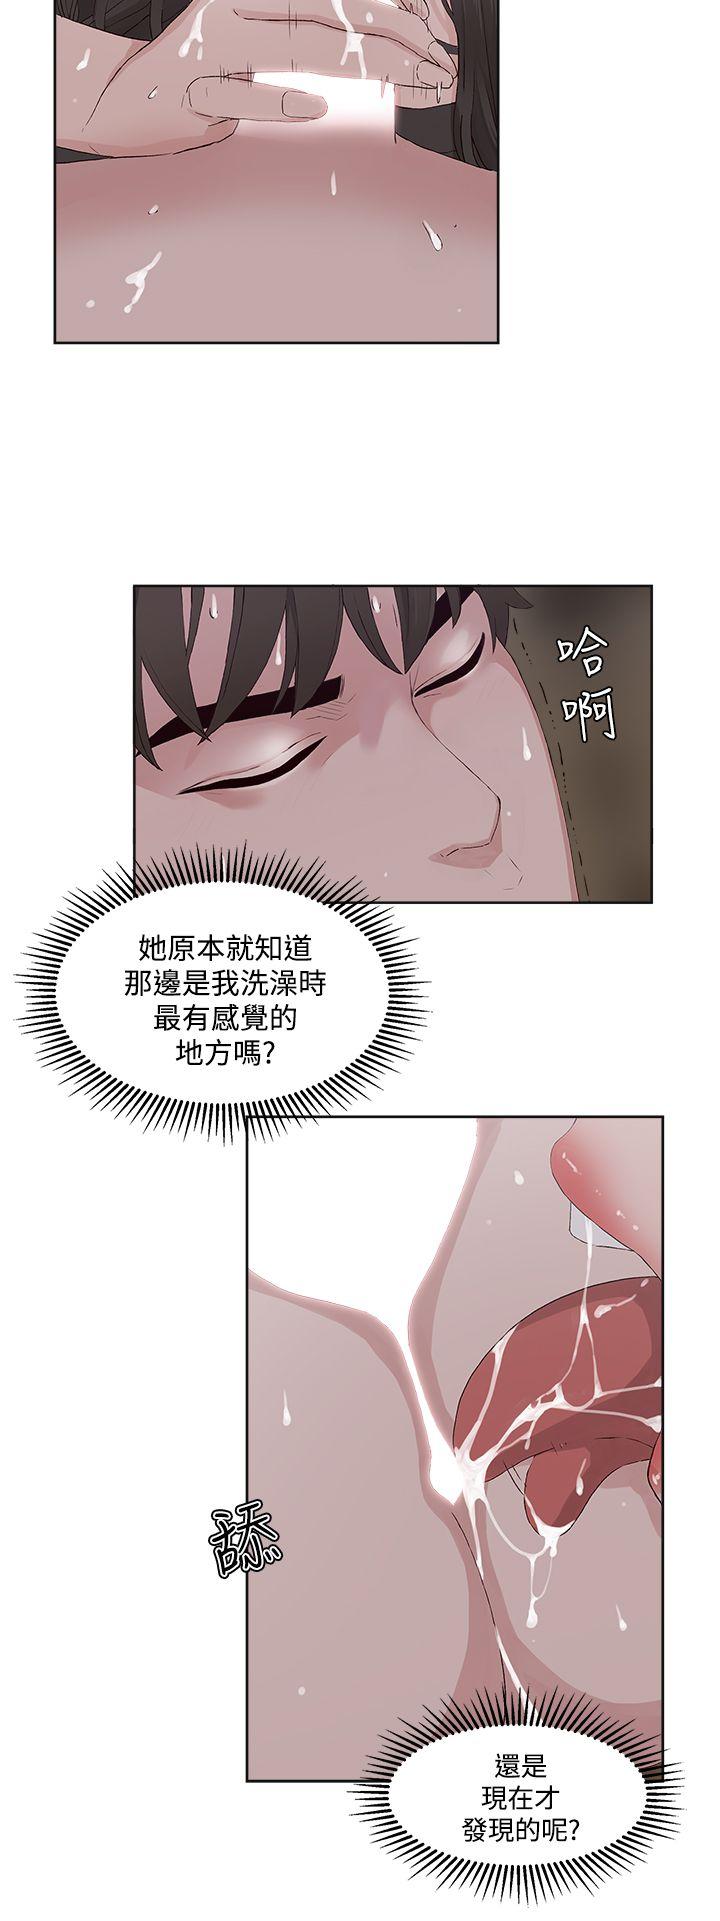 哈
啊
她原本就知道
那邊是我洗澡時
最有感覺的
地方嗎?
舔
還是
現在才
發現的呢?